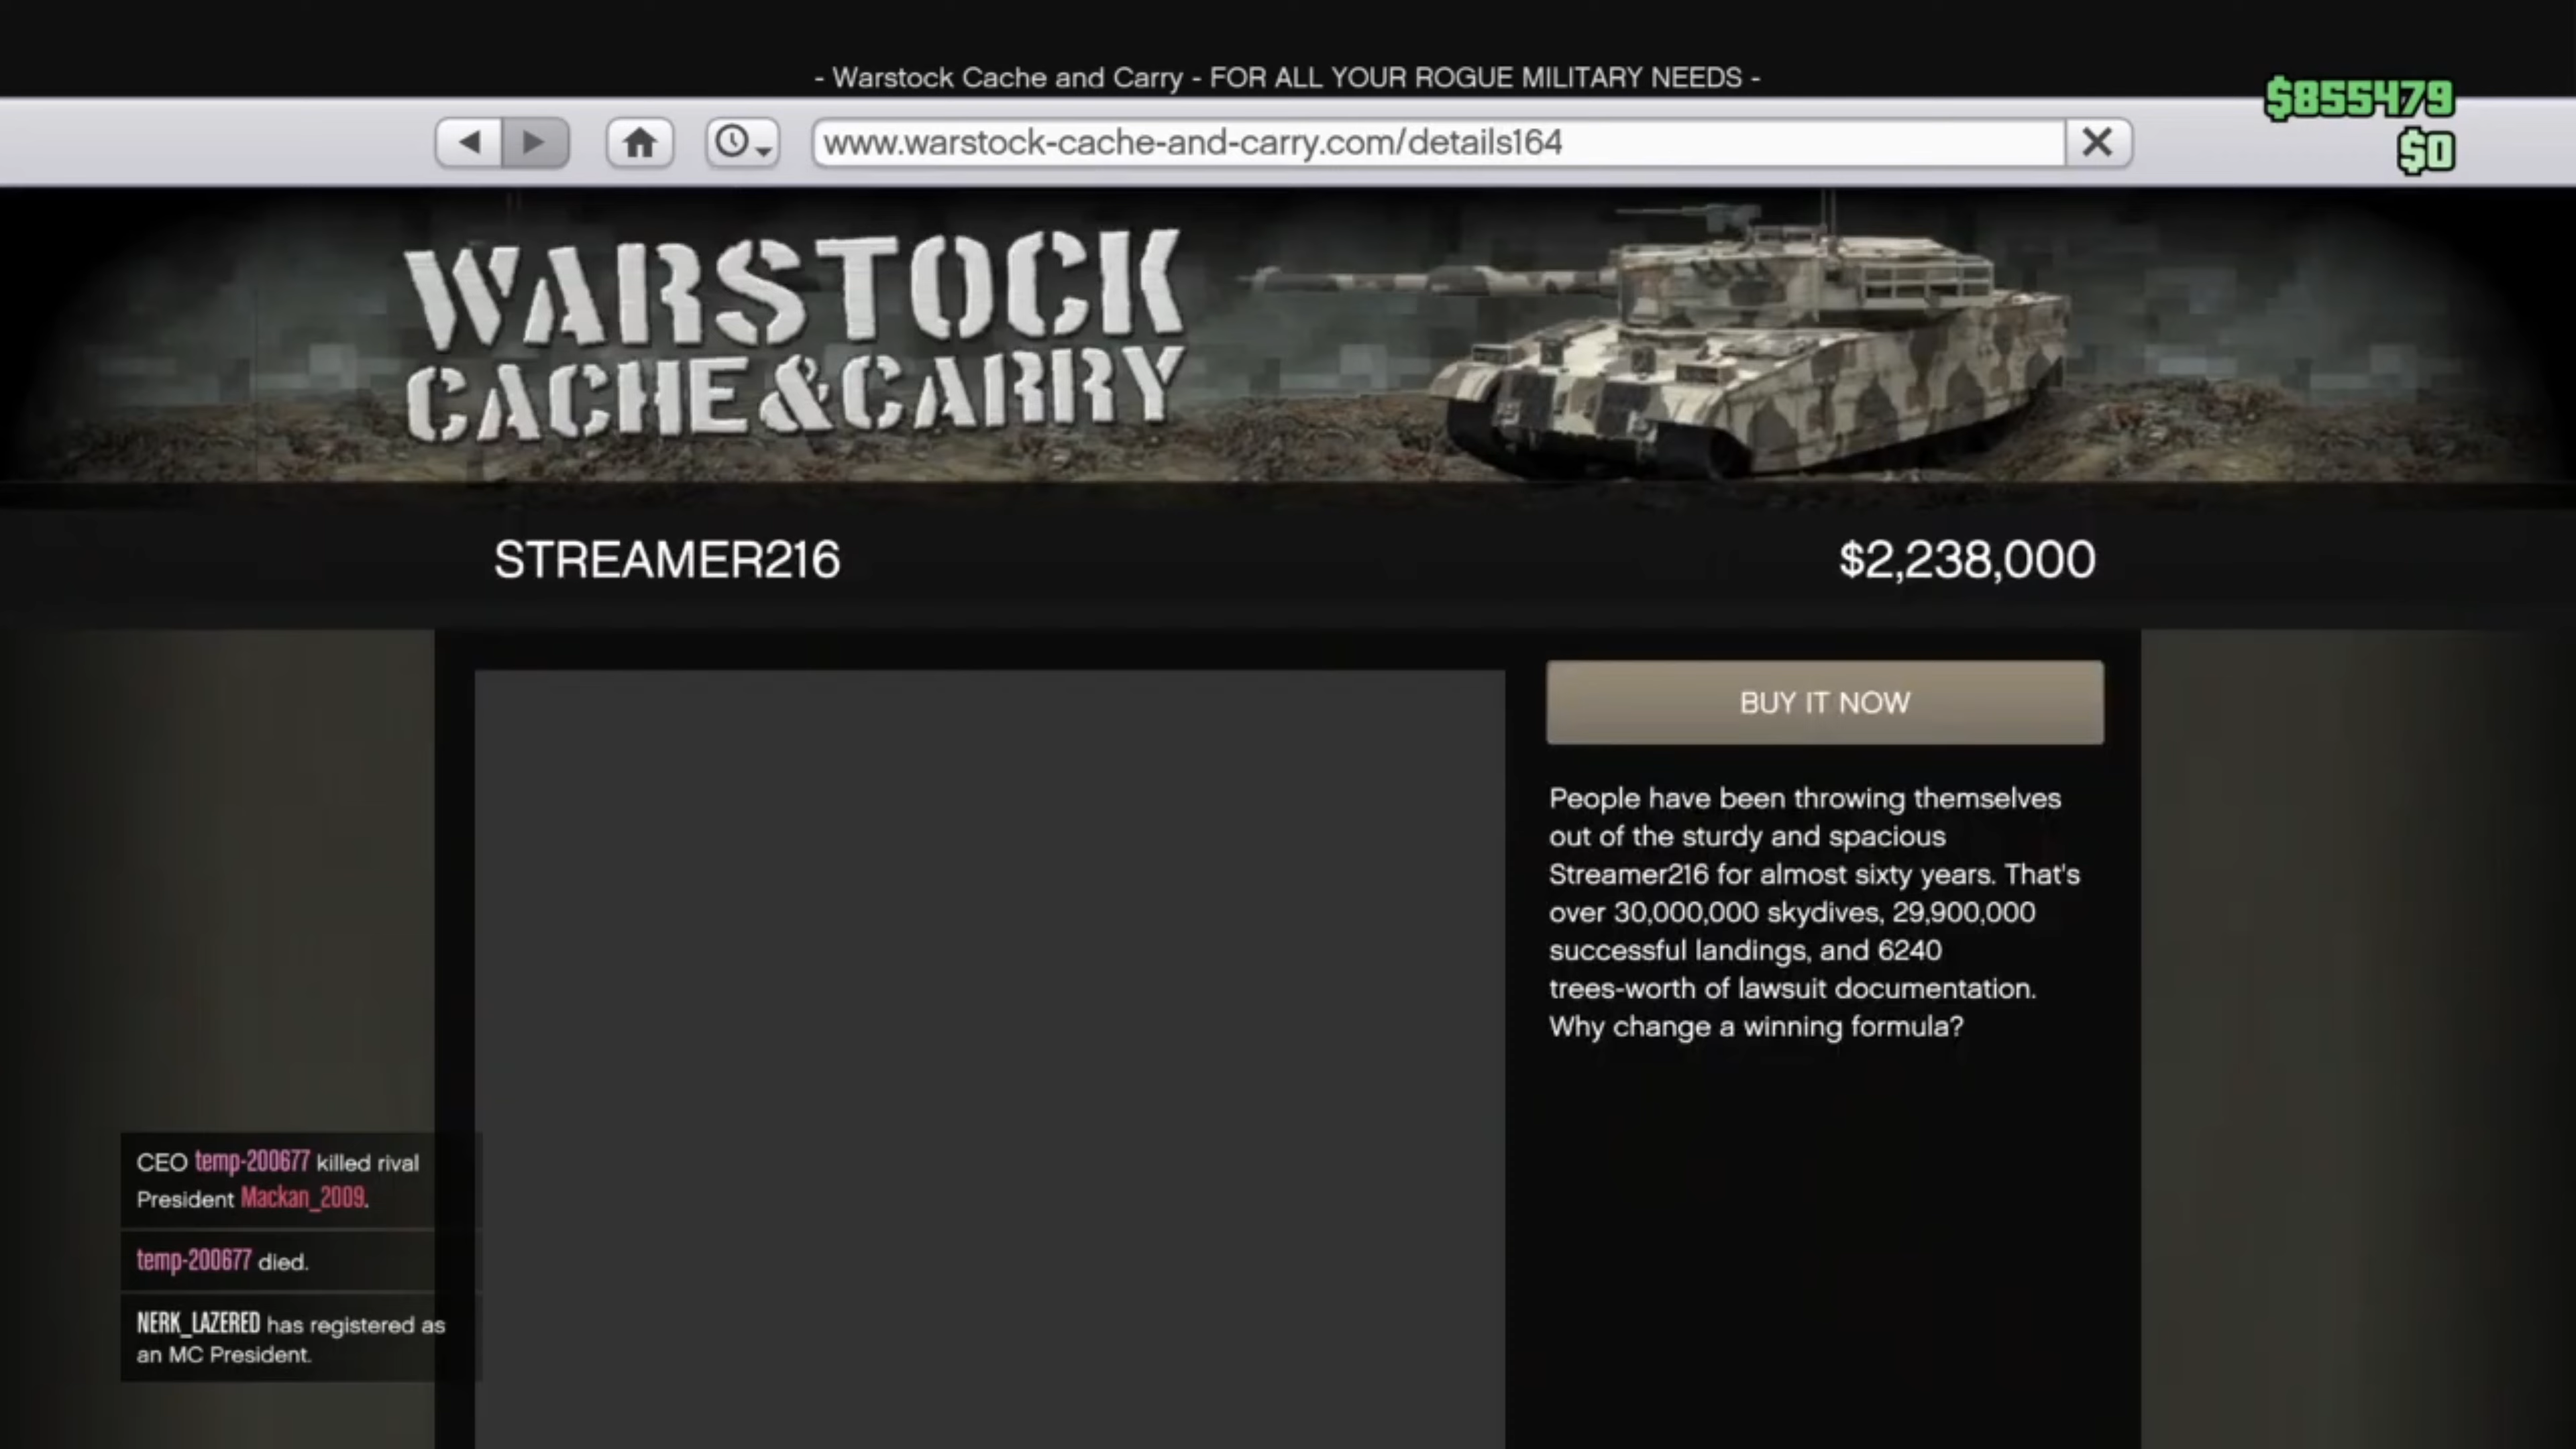 - Warstock Cache and Carry - FOR ALL YOUR ROGUE MILITARY NEEDS -
$855479
www.warstock-cache-and-carry.com/details164
$0
WARSTOCK
CACHE&CARRY
STREAMER216
$2,238,000
BUY IT NOW
People have been throwing themselves
out of the sturdy and spacious
Streamer216 for almost sixty years. That's
over 30,000,000 skydives, 29,900,000
successful landings, and 6240
trees-worth of lawsuit documentation.
Why change a winning formula?
CEO temp-200677 killed rival
President Mackan_2009.
temp-200677 died.
NERK_LAZERED has registered as
an MC President.